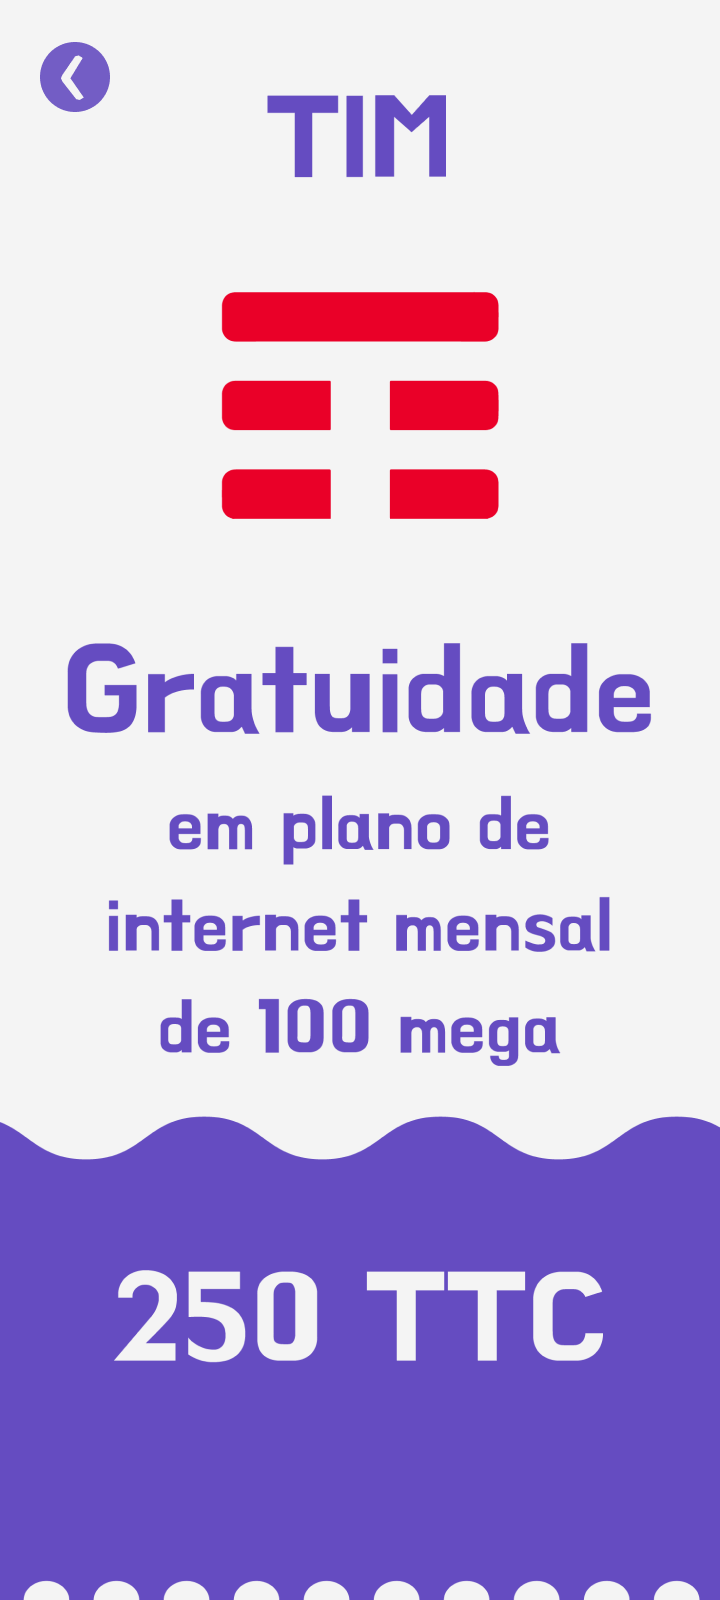 TIM
Gratuidade
em plano de
internet mensal
de 100 mega
250 TTC